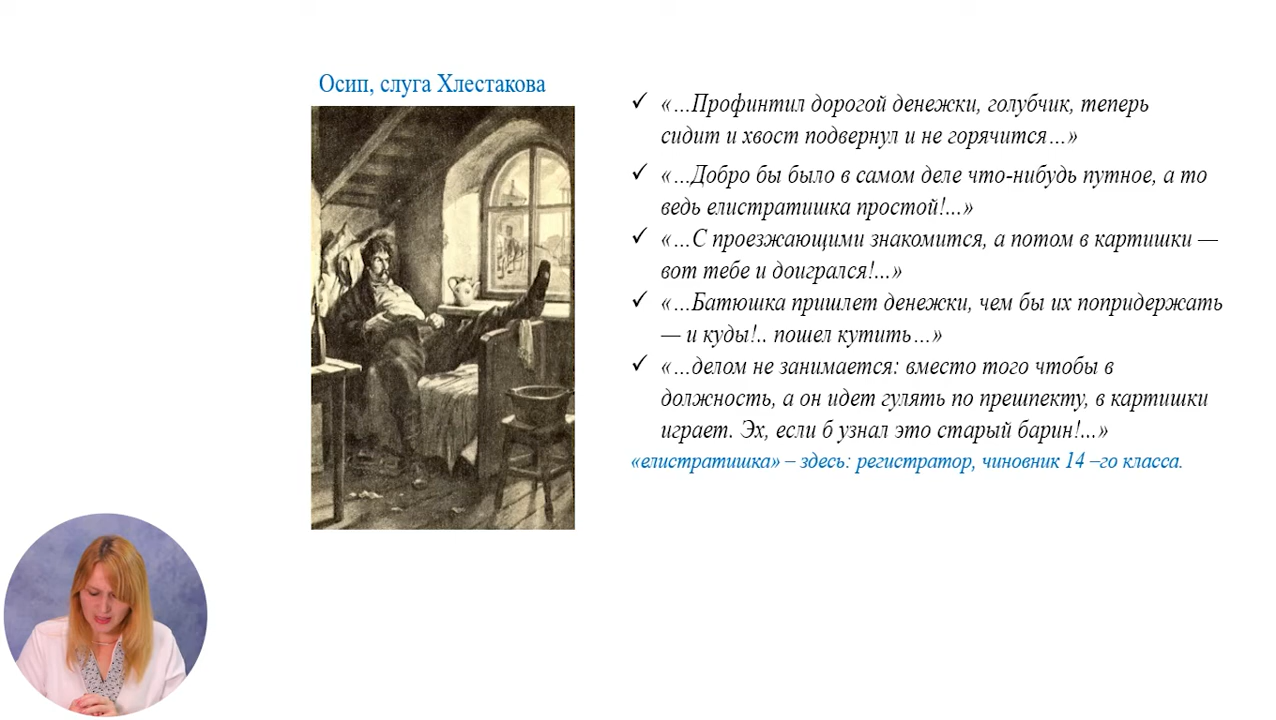 Осип, слуга Хлестакова
«…Профинтил дорогой денежки, голубчик, теперь
сидит и хвост подвернул и не горячится…»
«…Добро бы было в самом деле что-нибудь путное, а то
ведь елистратишка простой!...»
«…С проезжающими знакомится, а потом в картишки —
вот тебе и доигрался!...»
«…Батюшка пришлет денежки, чем бы их попридержать
— и куды!.. пошел кутить…»
«…делом не занимается: вместо того чтобы в
должность, а он идет гулять по прешпекту, в картишки
играет. Эх, если б узнал это старый барин!...»
«елистратишка» – здесь: регистратор, чиновник 14 –го класса.